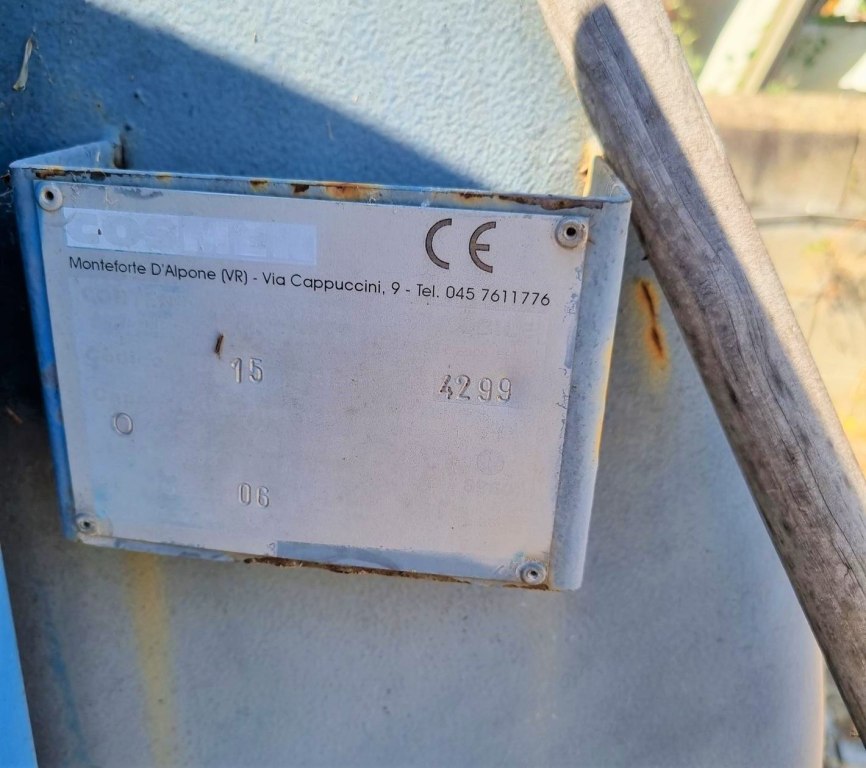 CE
Monteforte D'Alpone (VR) - Via Cappuccini, 9 - Tel. 045 7611776
15 4299
O
06